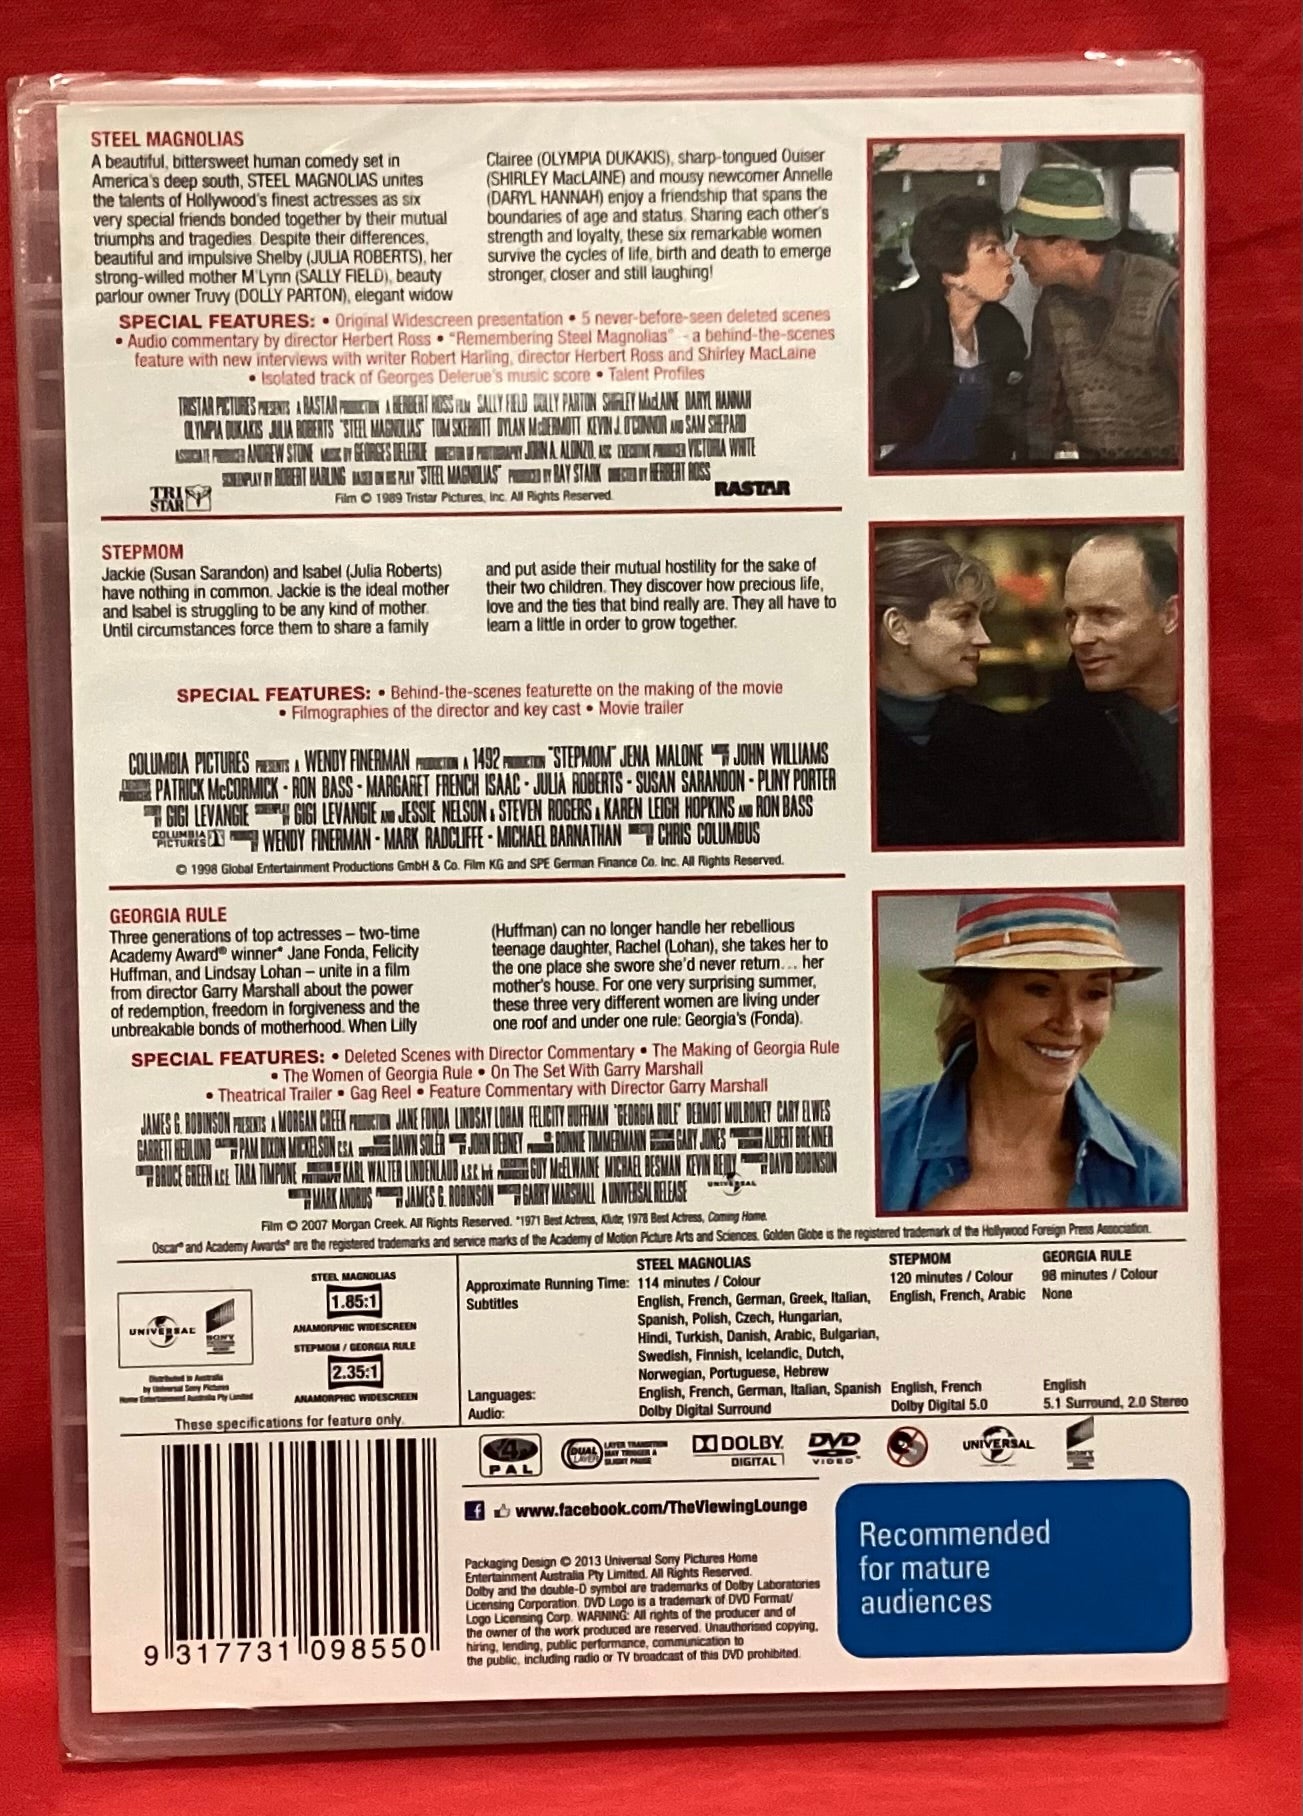 STEEL MAGNOLIAS
A beautiful, bittersweet human comedy set in
America's deep south, STEEL MAGNOLIAS unites
the talents of Hollywood's finest actresses as six
very special friends bonded together by their mutual
triumphs and tragedies. Despite their differences,
beautiful and impulsive Shelby (JULIA ROBERTS), her
strong-willed mother M'Lynn (SALLY FIELD), beauty
parlour owner Truvy (DOLLY PARTON), elegant widow
Clairee (OLYMPIA DUKAKIS), sharp-tongued Ouiser
(SHIRLEY MacLAINE) and mousy newcomer Annelle
(DARYL HANNAH) enjoy a friendship that spans the
boundaries of age and status. Sharing each other's
strength and loyalty, these six remarkable women
survive the cycles of life, birth and death to emerge
stronger, closer and still laughing!
SPECIAL FEATURES: • Original Widescreen presentation • 5 never-before-seen deleted scenes
• Audio commentary by director Herbert Ross • "Remembering Steel Magnolias" - a behind-the-scenes
feature with new interviews with writer Robert Harling, director Herbert Ross and Shirley MacLaine
• Isolated track of Georges Delerue's music score • Talent Profiles
TRISTAR PICTURES PRESENTS A RASTAR PRODUCTION A HERBERT ROSS FILM SALLY FIELD DOLLY PARTON SHIRLEY MacLAINE DARYL HANNAH
OLYMPIA DUKAKIS JULIA ROBERTS "STEEL MAGNOLIAS" TOM SKERRITT DYLAN McDERMOTT KEVIN J. O'CONNOR AND SAM SHEPARD
ASSOCIATE PRODUCER ANDREW STONE MUSIC BY GEORGES DELERUE DIRECTOR OF PHOTOGRAPHY JOHN A. ALONZO, ASC EXECUTIVE PRODUCER VICTORIA WHITE
SCREENPLAY BY ROBERT HARLING BASED ON HIS PLAY "STEEL MAGNOLIAS" PRODUCED BY RAY STARK DIRECTED BY HERBERT ROSS
TRI STAR
Film © 1989 Tristar Pictures, Inc. All Rights Reserved.
RASTAR
STEPMOM
Jackie (Susan Sarandon) and Isabel (Julia Roberts)
have nothing in common. Jackie is the ideal mother
and Isabel is struggling to be any kind of mother.
Until circumstances force them to share a family
and put aside their mutual hostility for the sake of
their two children. They discover how precious life,
love and the ties that bind really are. They all have to
learn a little in order to grow together.
SPECIAL FEATURES: • Behind-the-scenes featurette on the making of the movie
• Filmographies of the director and key cast • Movie trailer
COLUMBIA PICTURES PRESENTS A WENDY FINERMAN PRODUCTION A 1492 PRODUCTION "STEPMOM" JENA MALONE JOHN WILLIAMS
PATRICK McCORMICK - RON BASS - MARGARET FRENCH ISAAC - JULIA ROBERTS - SUSAN SARANDON - PLINY PORTER
GIGI LEVANGIE GIGI LEVANGIE AND JESSIE NELSON & STEVEN ROGERS & KAREN LEIGH HOPKINS AND RON BASS
COLUMBIA PICTURES WENDY FINERMAN - MARK RADCLIFFE - MICHAEL BARNATHAN CHRIS COLUMBUS
© 1998 Global Entertainment Productions GmbH & Co. Film KG and SPE German Finance Co. Inc. All Rights Reserved.
GEORGIA RULE
Three generations of top actresses – two-time
Academy Award® winner* Jane Fonda, Felicity
Huffman, and Lindsay Lohan – unite in a film
from director Garry Marshall about the power
of redemption, freedom in forgiveness and the
unbreakable bonds of motherhood. When Lilly
(Huffman) can no longer handle her rebellious
teenage daughter, Rachel (Lohan), she takes her to
the one place she swore she'd never return... her
mother's house. For one very surprising summer,
these three very different women are living under
one roof and under one rule: Georgia's (Fonda).
SPECIAL FEATURES: • Deleted Scenes with Director Commentary • The Making of Georgia Rule
• The Women of Georgia Rule • On The Set With Garry Marshall
• Theatrical Trailer • Gag Reel • Feature Commentary with Director Garry Marshall
JAMES G. ROBINSON PRESENTS A MORGAN CREEK PRODUCTION JANE FONDA LINDSAY LOHAN FELICITY HUFFMAN "GEORGIA RULE" DERMOT MULRONEY CARY ELWES
GARRETT HEDLUND PAM DIXON MICKELSON C.S.A. DAWN SOLER JOHN DEBNEY BONNIE TIMMERMANN GARY JONES ALBERT BRENNER
BRUCE GREEN A.C.E. TARA TIMPONE KARL WALTER LINDENLAUB A.S.C. bvk GUY McELWAINE MICHAEL BESMAN KEVIN REIDY DAVID ROBINSON
MARK ANDRUS JAMES G. ROBINSON GARRY MARSHALL A UNIVERSAL RELEASE
UNIVERSAL
Film © 2007 Morgan Creek. All Rights Reserved. *1971 Best Actress, Klute, 1978 Best Actress, Coming Home.
Oscar® and Academy Awards® are the registered trademarks and service marks of the Academy of Motion Picture Arts and Sciences. Golden Globe is the registered trademark of the Hollywood Foreign Press Association.
UNIVERSAL
SONY
Distributed in Australia
by Universal Sony Pictures
Home Entertainment Australia Pty Limited
STEEL MAGNOLIAS
1.85:1
ANAMORPHIC WIDESCREEN
STEPMOM / GEORGIA RULE
2.35:1
ANAMORPHIC WIDESCREEN
These specifications for feature only.
STEEL MAGNOLIAS STEPMOM GEORGIA RULE
Approximate Running Time: 114 minutes / Colour 120 minutes / Colour 98 minutes / Colour
Subtitles English, French, German, Greek, Italian, English, French, Arabic None
Spanish, Polish, Czech, Hungarian,
Hindi, Turkish, Danish, Arabic, Bulgarian,
Swedish, Finnish, Icelandic, Dutch,
Norwegian, Portuguese, Hebrew
Languages: English, French, German, Italian, Spanish English, French English
Audio: Dolby Digital Surround Dolby Digital 5.0 5.1 Surround, 2.0 Stereo
4
PAL
DUAL LAYER
LAYER TRANSITION
MAY TRIGGER A
SLIGHT PAUSE
DOLBY
DIGITAL
DVD
VIDEO
UNIVERSAL
SONY
9 317731 098550
www.facebook.com/TheViewingLounge
Packaging Design © 2013 Universal Sony Pictures Home
Entertainment Australia Pty Limited. All Rights Reserved.
Dolby and the double-D symbol are trademarks of Dolby Laboratories
Licensing Corporation. DVD Logo is a trademark of DVD Format/
Logo Licensing Corp. WARNING: All rights of the producer and of
the owner of the work produced are reserved. Unauthorised copying,
hiring, lending, public performance, communication to
the public, including radio or TV broadcast of this DVD prohibited.
Recommended
for mature
audiences